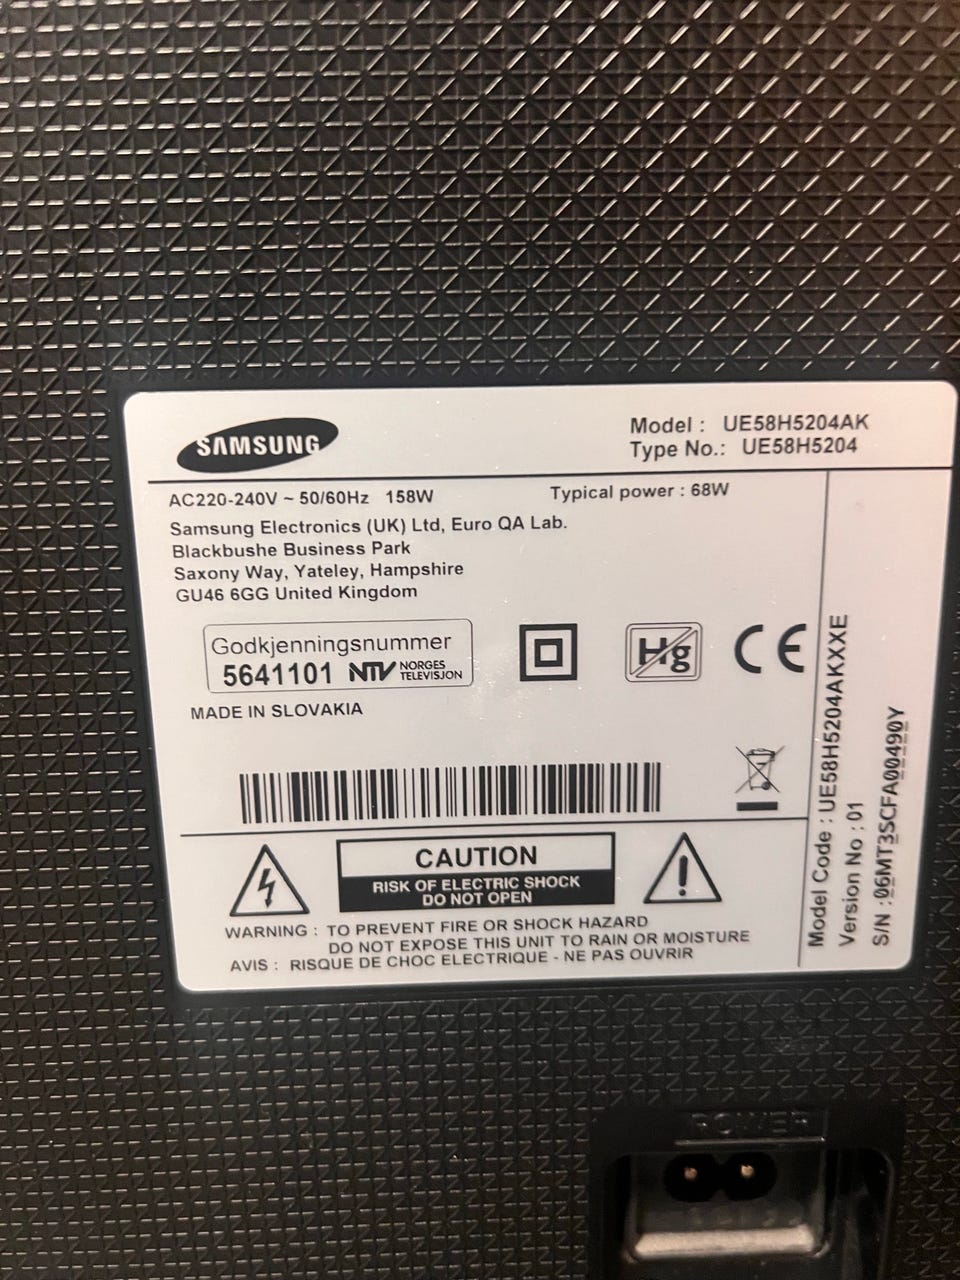 SAMSUNG
Model : UE58H5204AK
Type No.: UE58H5204
AC220-240V ~ 50/60Hz 158W
Typical power : 68W
Samsung Electronics (UK) Ltd, Euro QA Lab.
Blackbushe Business Park
Saxony Way, Yateley, Hampshire
GU46 6GG United Kingdom
Godkjenningsnummer
5641101 NTV NORGES
TELEVISJON
Hg
CE
MADE IN SLOVAKIA
CAUTION
RISK OF ELECTRIC SHOCK
DO NOT OPEN
WARNING : TO PREVENT FIRE OR SHOCK HAZARD
DO NOT EXPOSE THIS UNIT TO RAIN OR MOISTURE
AVIS : RISQUE DE CHOC ELECTRIQUE - NE PAS OUVRIR
Model Code : UE58H5204AKXXE
Version No : 01
S/N : 06MT3SCFA00490Y
POWER